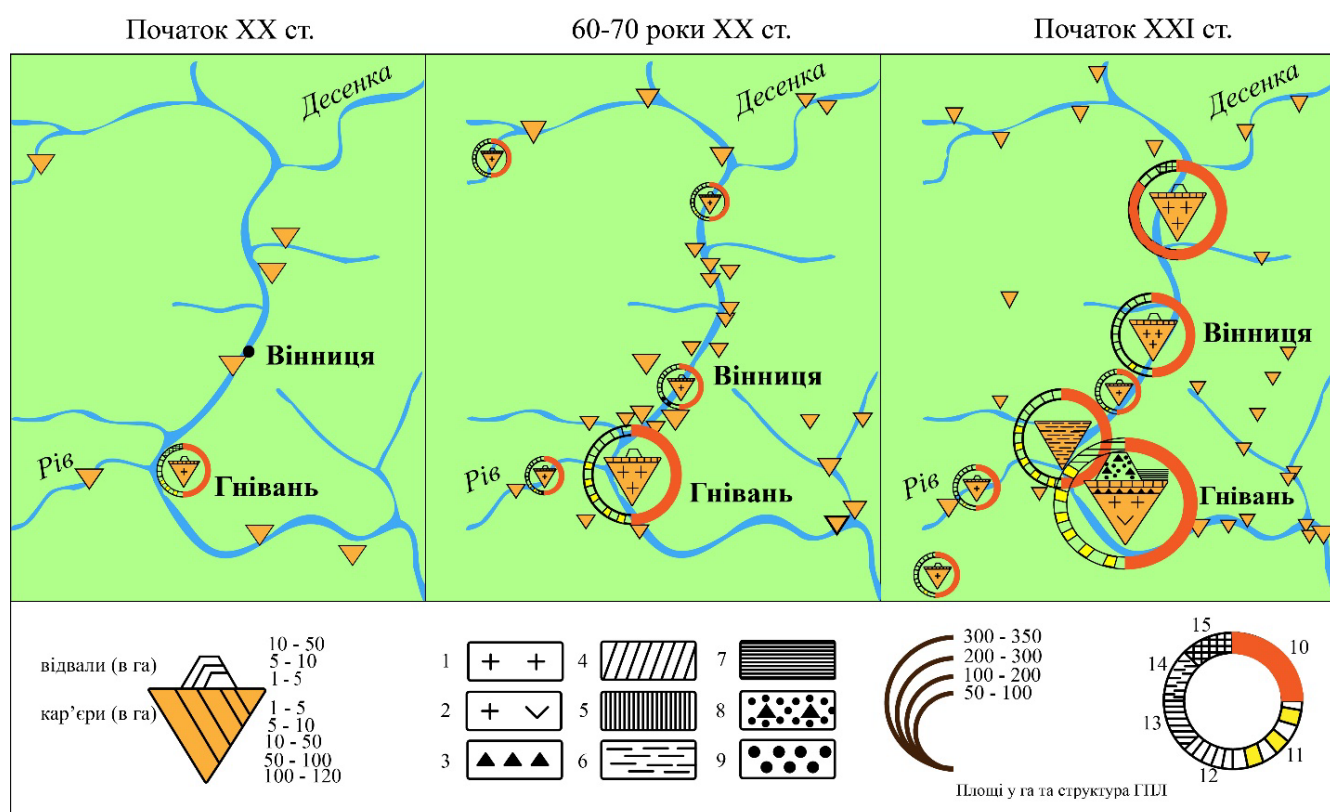 Початок XX ст.
60-70 роки XX ст.
Початок XXI ст.
Десенка
Вінниця
Рів
Гнівань
Десенка
Вінниця
Рів
Гнівань
Десенка
Вінниця
Рів
Гнівань
відвали (в га)
10 - 50
5 - 10
1 - 5
кар’єри (в га)
1 - 5
5 - 10
10 - 50
50 - 100
100 - 120
1
2
3
4
5
6
7
8
9
300 - 350
200 - 300
100 - 200
50 - 100
Площі у га та структура ГПЛ
10
11
12
13
14
15